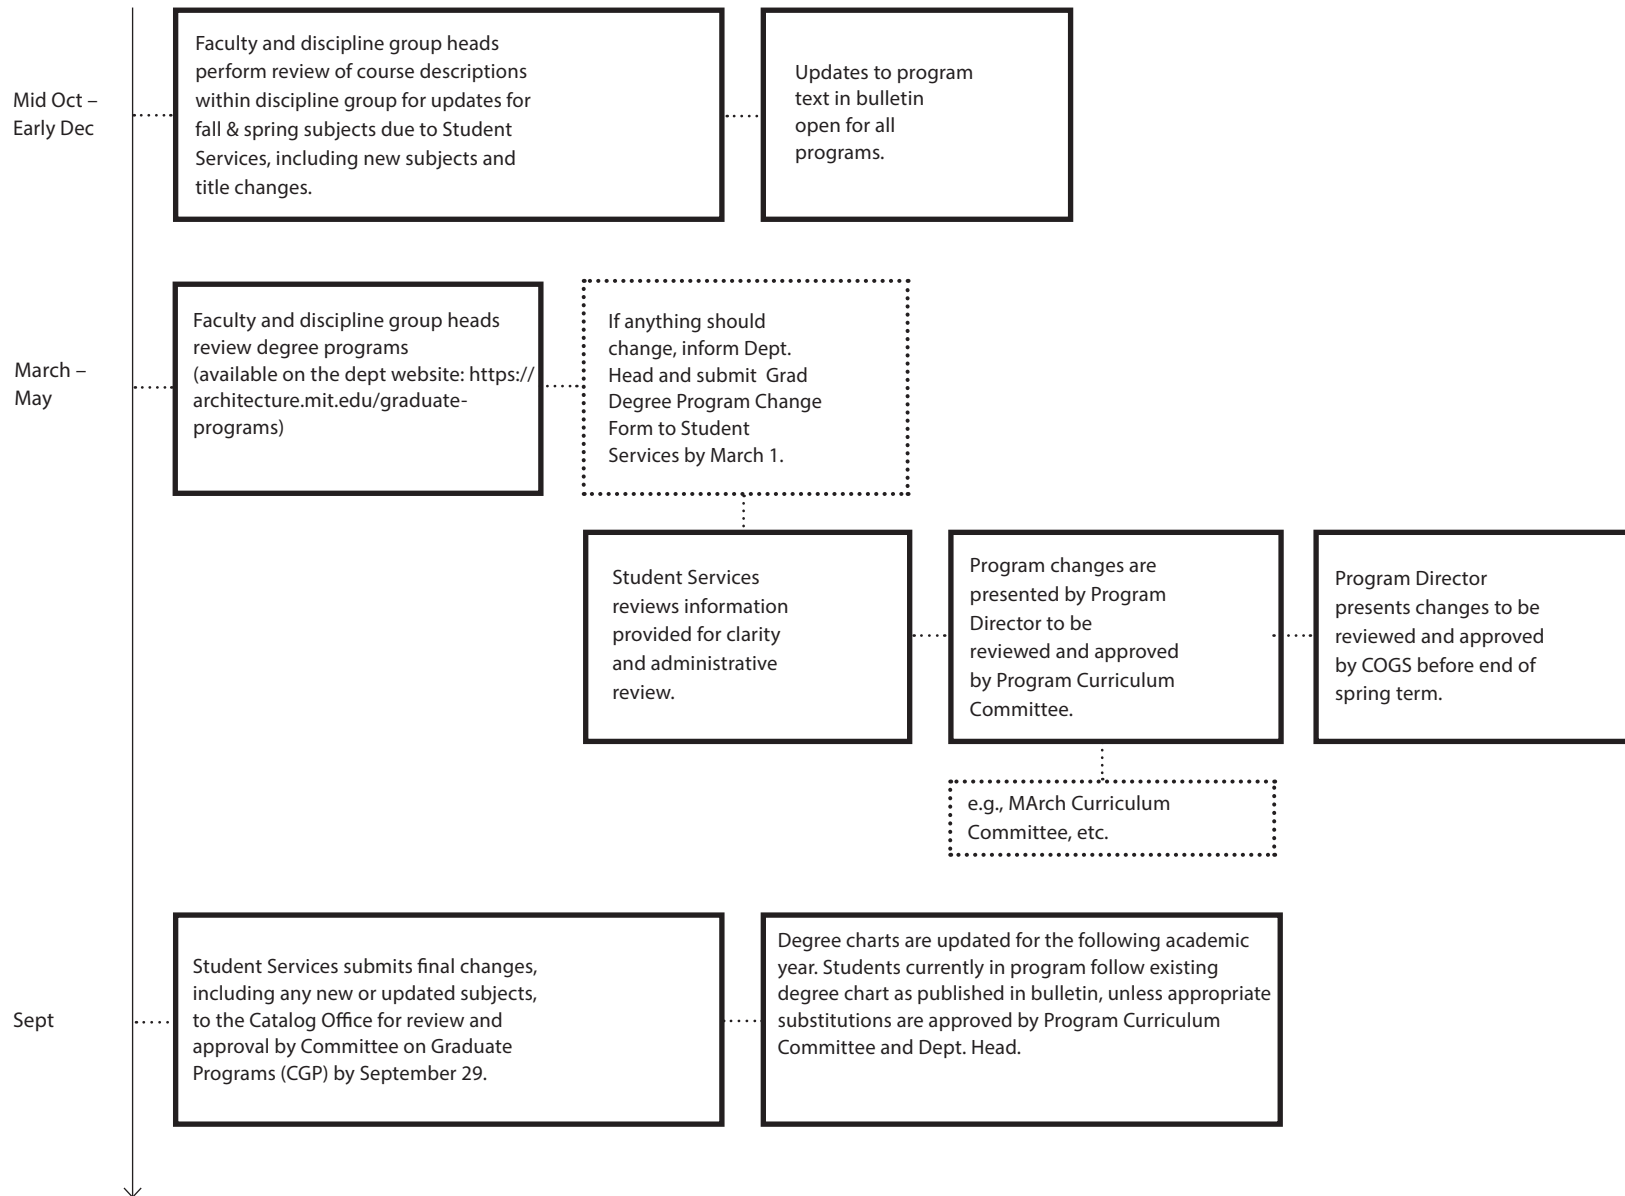 Mid Oct –
Early Dec
Faculty and discipline group heads
perform review of course descriptions
within discipline group for updates for
fall & spring subjects due to Student
Services, including new subjects and
title changes.
Updates to program
text in bulletin
open for all
programs.
March –
May
Faculty and discipline group heads
review degree programs
(available on the dept website: https://
architecture.mit.edu/graduate-
programs)
If anything should
change, inform Dept.
Head and submit Grad
Degree Program Change
Form to Student
Services by March 1.
Student Services
reviews information
provided for clarity
and administrative
review.
Program changes are
presented by Program
Director to be
reviewed and approved
by Program Curriculum
Committee.
Program Director
presents changes to be
reviewed and approved
by COGS before end of
spring term.
e.g., MArch Curriculum
Committee, etc.
Sept
Student Services submits final changes,
including any new or updated subjects,
to the Catalog Office for review and
approval by Committee on Graduate
Programs (CGP) by September 29.
Degree charts are updated for the following academic
year. Students currently in program follow existing
degree chart as published in bulletin, unless appropriate
substitutions are approved by Program Curriculum
Committee and Dept. Head.